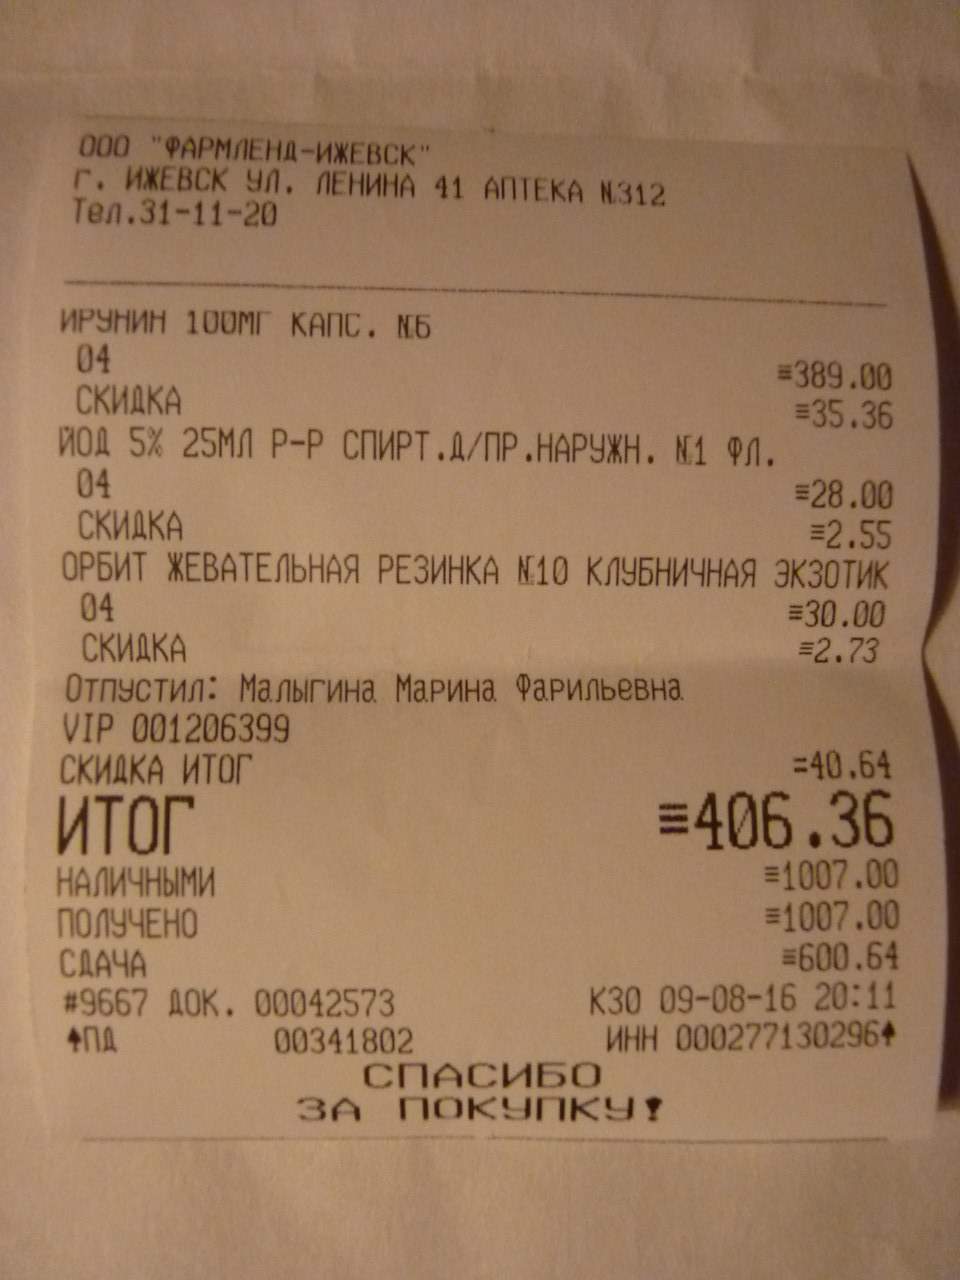 ООО "ФАРМЛЕНД-ИЖЕВСК"
г. ИЖЕВСК УЛ. ЛЕНИНА 41 АПТЕКА №312
Тел.31-11-20
ИРУНИН 100МГ КАПС. №6
04 ≡389.00
СКИДКА ≡35.36
ЙОД 5% 25МЛ Р-Р СПИРТ.Д/ПР.НАРУЖН. №1 ФЛ.
04 ≡28.00
СКИДКА ≡2.55
ОРБИТ ЖЕВАТЕЛЬНАЯ РЕЗИНКА №10 КЛУБНИЧНАЯ ЭКЗОТИК
04 ≡30.00
СКИДКА ≡2.73
Отпустил: Малыгина Марина Фарильевна
VIP 001206399
СКИДКА ИТОГ =40.64
ИТОГ ≡406.36
НАЛИЧНЫМИ ≡1007.00
ПОЛУЧЕНО ≡1007.00
СДАЧА ≡600.64
#9667 ДОК. 00042573 К30 09-08-16 20:11
ПД 00341802 ИНН 000277130296
СПАСИБО
ЗА ПОКУПКУ!